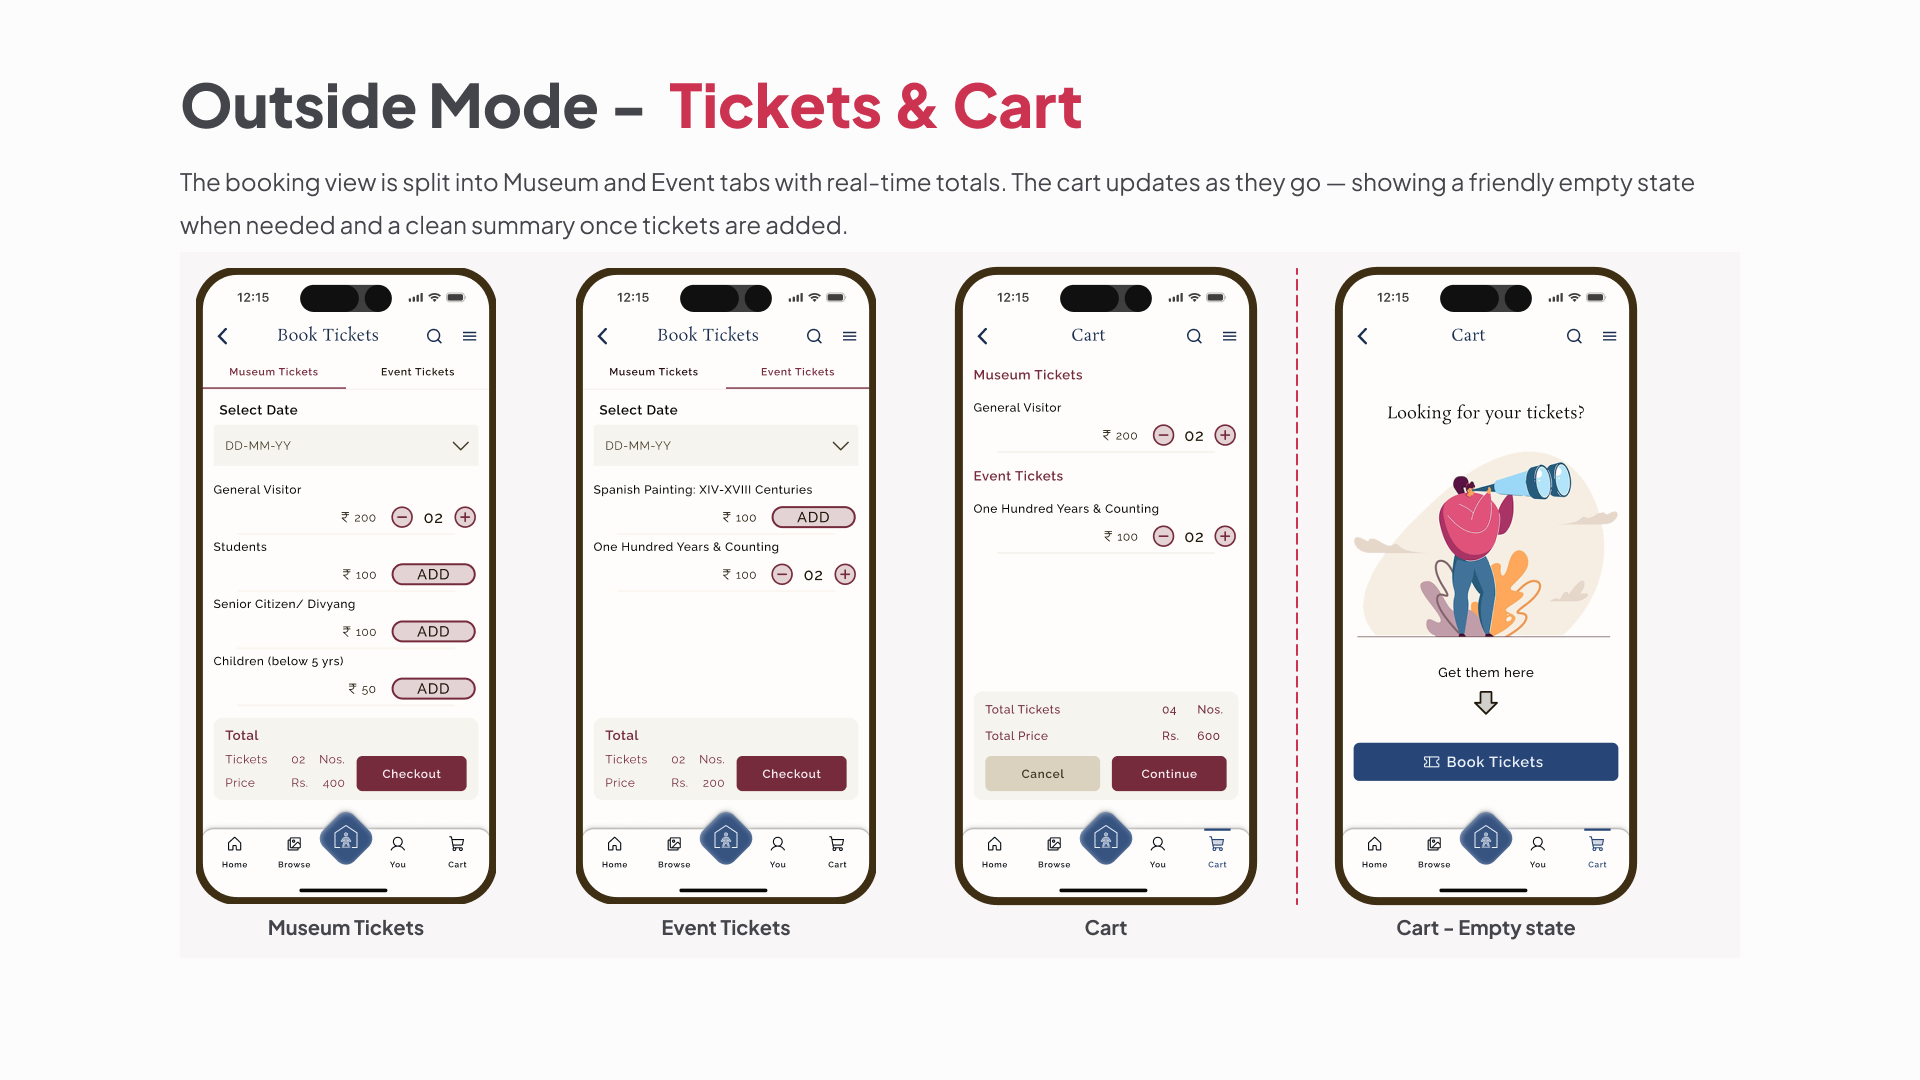 Outside Mode - Tickets & Cart
The booking view is split into Museum and Event tabs with real-time totals. The cart updates as they go — showing a friendly empty state
when needed and a clean summary once tickets are added.
12:15
Book Tickets
Museum Tickets Event Tickets
Select Date
DD-MM-YY
General Visitor
₹ 200 02
Students
₹ 100 ADD
Senior Citizen/ Divyang
₹ 100 ADD
Children (below 5 yrs)
₹ 50 ADD
Total
Tickets 02 Nos.
Price Rs. 400
Checkout
Home Browse You Cart
Museum Tickets
12:15
Book Tickets
Museum Tickets Event Tickets
Select Date
DD-MM-YY
Spanish Painting: XIV-XVIII Centuries
₹ 100 ADD
One Hundred Years & Counting
₹ 100 02
Total
Tickets 02 Nos.
Price Rs. 200
Checkout
Home Browse You Cart
Event Tickets
12:15
Cart
Museum Tickets
General Visitor
₹ 200 02
Event Tickets
One Hundred Years & Counting
₹ 100 02
Total Tickets 04 Nos.
Total Price Rs. 600
Cancel Continue
Home Browse You Cart
Cart
12:15
Cart
Looking for your tickets?
Get them here
Book Tickets
Home Browse You Cart
Cart - Empty state